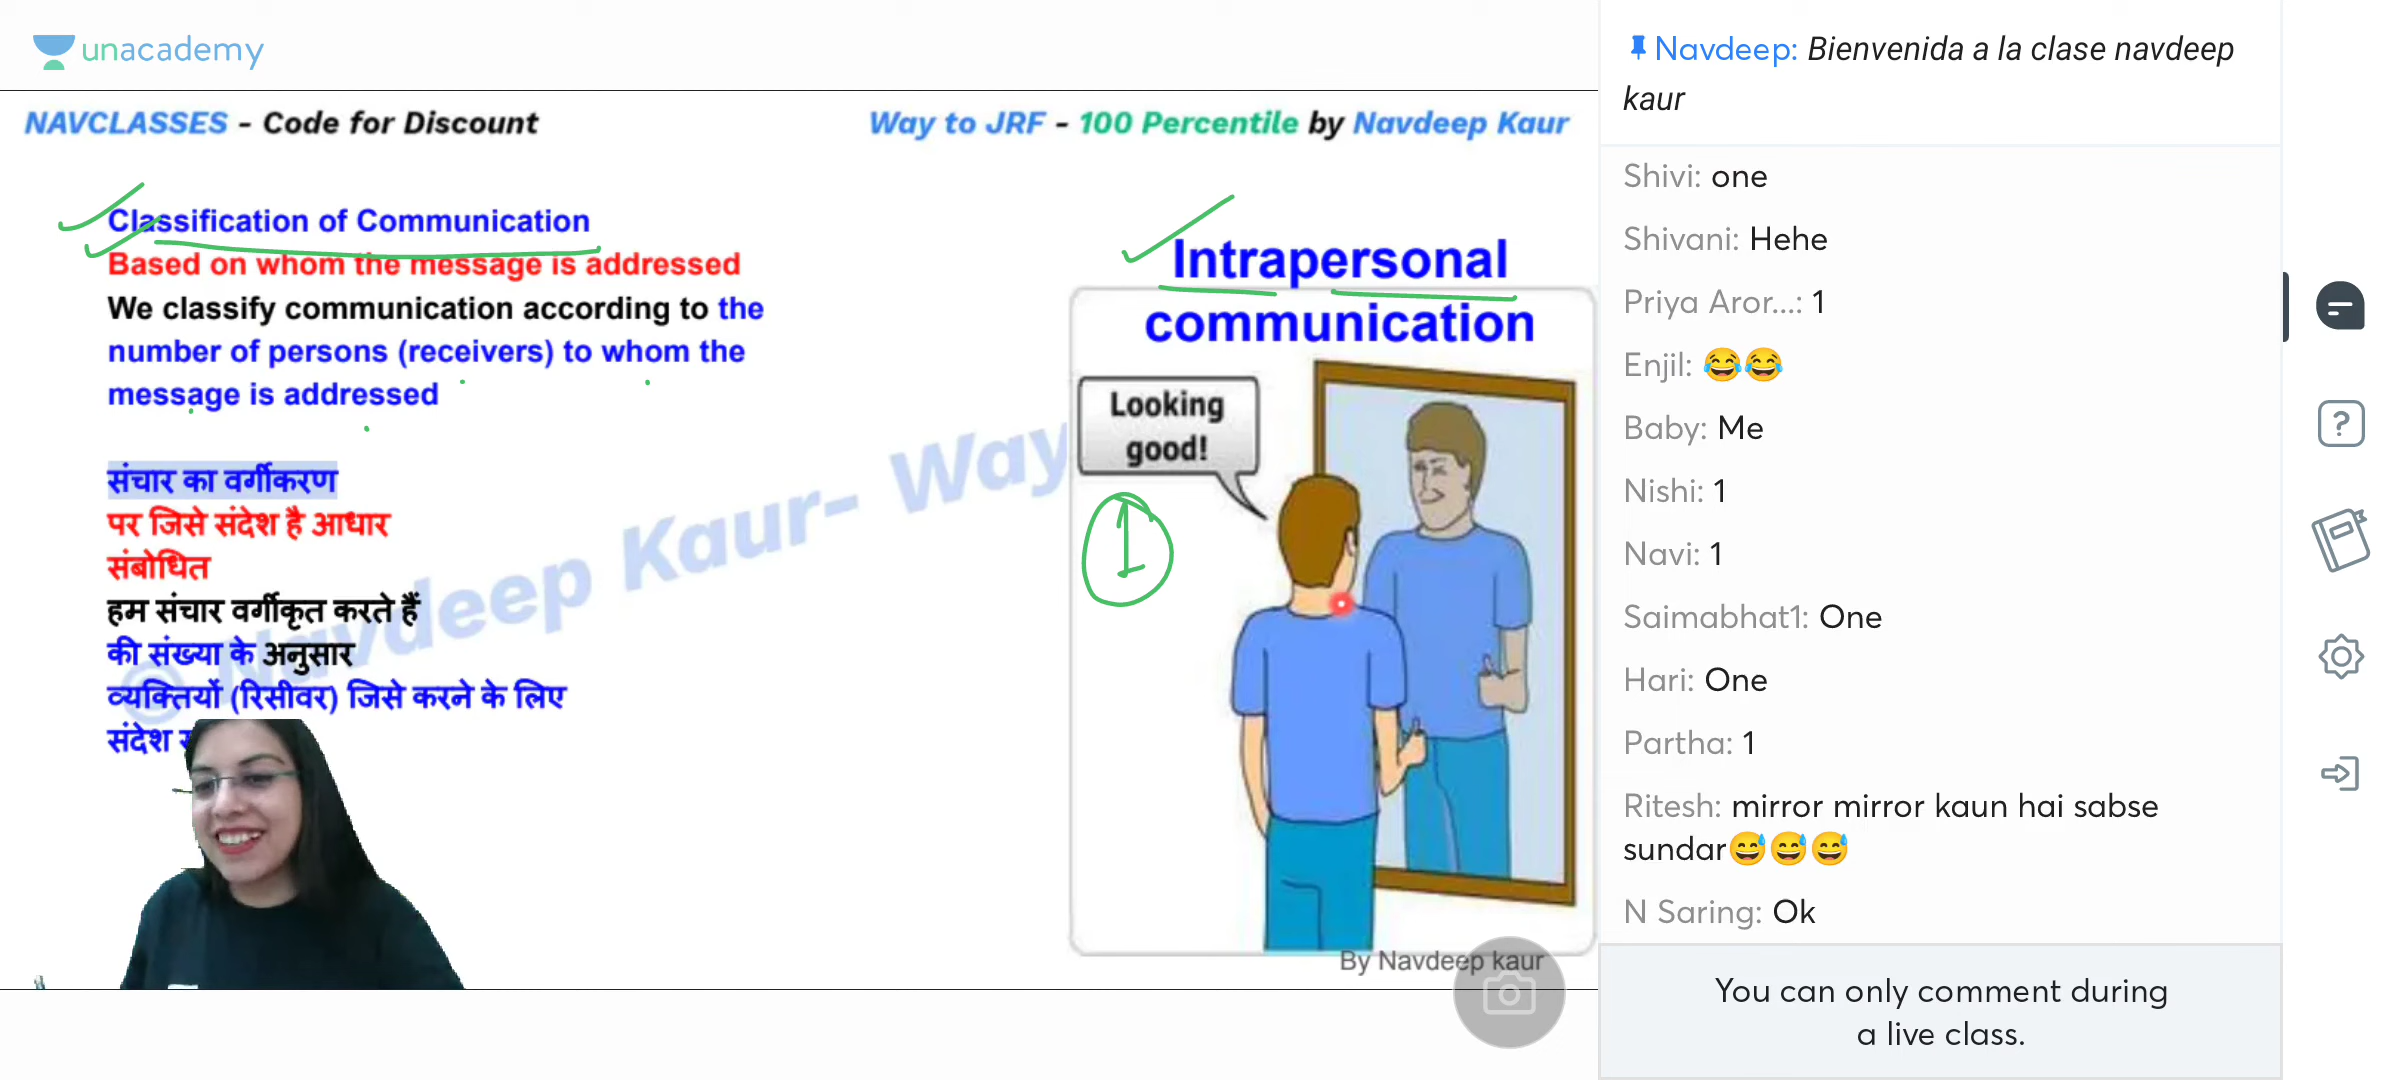 unacademy
NAVCLASSES - Code for Discount
Way to JRF - 100 Percentile by Navdeep Kaur
Classification of Communication
Based on whom the message is addressed
We classify communication according to the
number of persons (receivers) to whom the
message is addressed
संचार का वर्गीकरण
पर जिसे संदेश है आधार
संबोधित
हम संचार वर्गीकृत करते हैं
की संख्या के अनुसार
व्यक्तियों (रिसीवर) जिसे करने के लिए
संदेश
© Navdeep Kaur- Way
Intrapersonal
communication
Looking
good!
1
By Navdeep kaur
Navdeep: Bienvenida a la clase navdeep
kaur
Shivi: one
Shivani: Hehe
Priya Aror...: 1
Enjil: 😂😂
Baby: Me
Nishi: 1
Navi: 1
Saimabhat1: One
Hari: One
Partha: 1
Ritesh: mirror mirror kaun hai sabse
sundar😅😅😅
N Saring: Ok
You can only comment during
a live class.
?